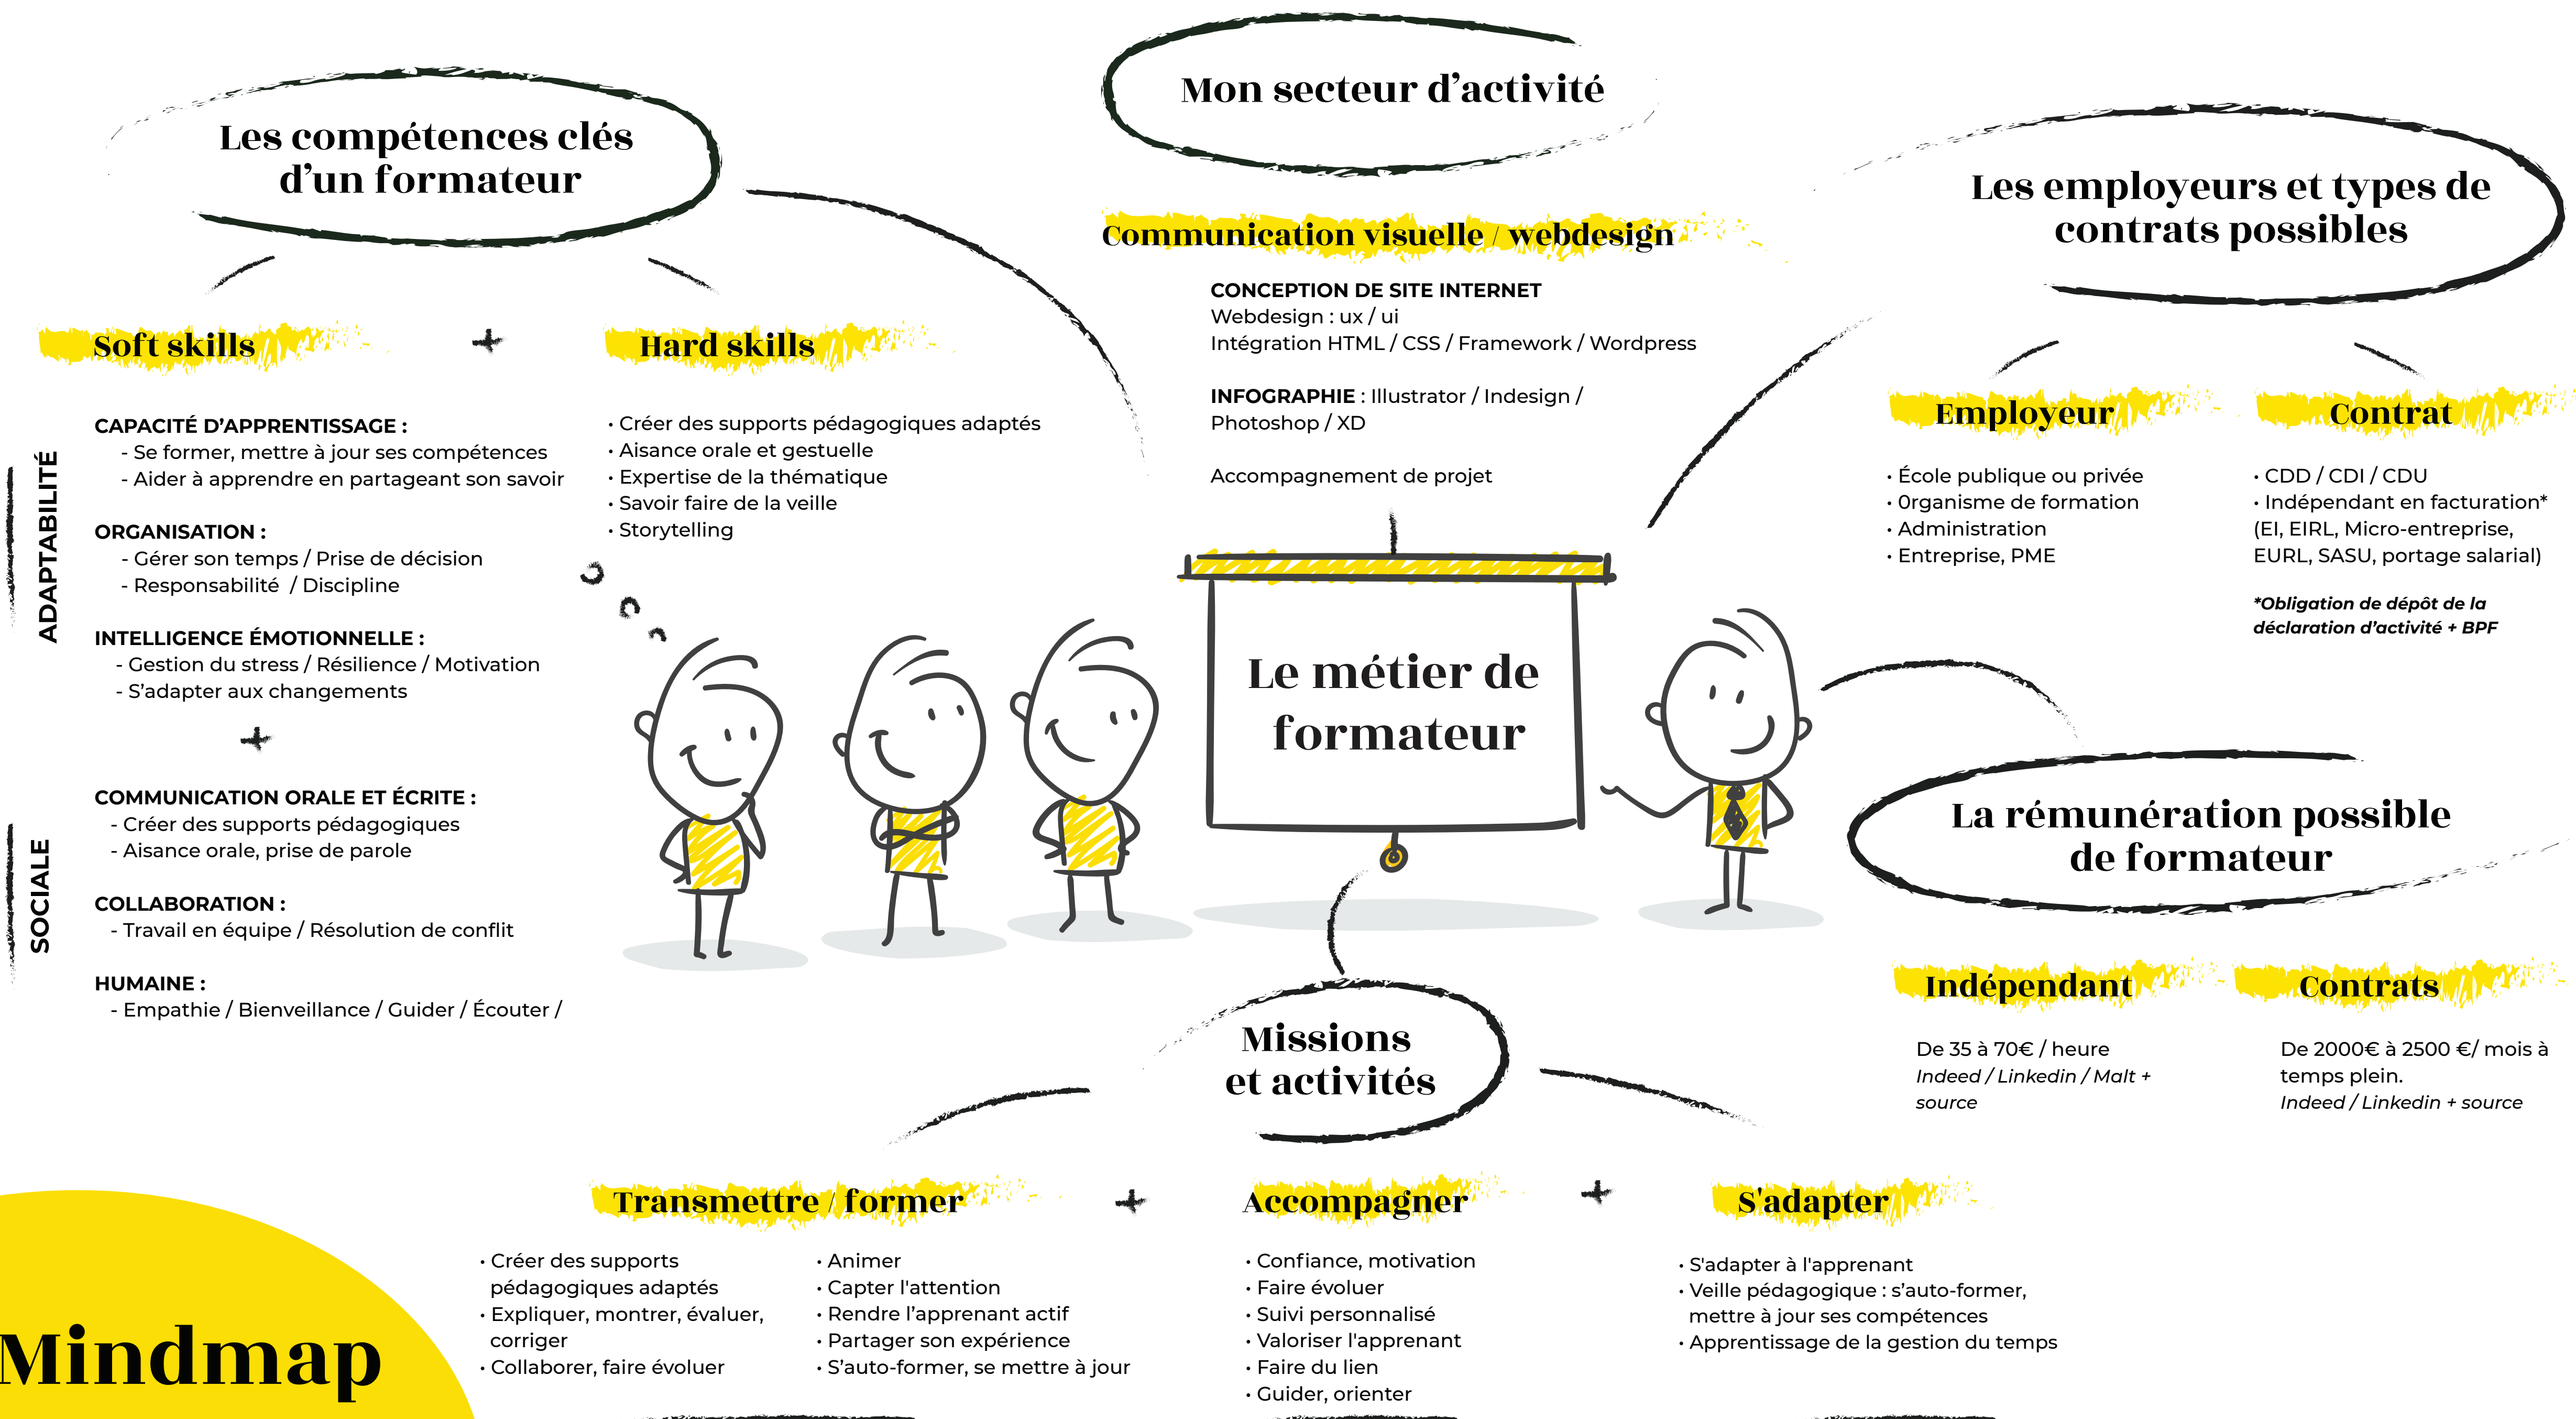 Mon secteur d’activité
Communication visuelle / webdesign
CONCEPTION DE SITE INTERNET
Webdesign : ux / ui
Intégration HTML / CSS / Framework / Wordpress
INFOGRAPHIE : Illustrator / Indesign /
Photoshop / XD
Accompagnement de projet
Les compétences clés
d’un formateur
Soft skills
+
Hard skills
ADAPTABILITÉ
CAPACITÉ D’APPRENTISSAGE :
- Se former, mettre à jour ses compétences
- Aider à apprendre en partageant son savoir
ORGANISATION :
- Gérer son temps / Prise de décision
- Responsabilité / Discipline
INTELLIGENCE ÉMOTIONNELLE :
- Gestion du stress / Résilience / Motivation
- S’adapter aux changements
+
SOCIALE
COMMUNICATION ORALE ET ÉCRITE :
- Créer des supports pédagogiques
- Aisance orale, prise de parole
COLLABORATION :
- Travail en équipe / Résolution de conflit
HUMAINE :
- Empathie / Bienveillance / Guider / Écouter /
• Créer des supports pédagogiques adaptés
• Aisance orale et gestuelle
• Expertise de la thématique
• Savoir faire de la veille
• Storytelling
Les employeurs et types de
contrats possibles
Employeur
• École publique ou privée
• 0rganisme de formation
• Administration
• Entreprise, PME
Contrat
• CDD / CDI / CDU
• Indépendant en facturation*
(EI, EIRL, Micro-entreprise,
EURL, SASU, portage salarial)
*Obligation de dépôt de la
déclaration d’activité + BPF
Le métier de
formateur
La rémunération possible
de formateur
Indépendant
De 35 à 70€ / heure
Indeed / Linkedin / Malt +
source
Contrats
De 2000€ à 2500 €/ mois à
temps plein.
Indeed / Linkedin + source
Missions
et activités
Transmettre / former
• Créer des supports
pédagogiques adaptés
• Expliquer, montrer, évaluer,
corriger
• Collaborer, faire évoluer
• Animer
• Capter l'attention
• Rendre l’apprenant actif
• Partager son expérience
• S’auto-former, se mettre à jour
+
Accompagner
• Confiance, motivation
• Faire évoluer
• Suivi personnalisé
• Valoriser l'apprenant
• Faire du lien
• Guider, orienter
+
S'adapter
• S'adapter à l'apprenant
• Veille pédagogique : s’auto-former,
mettre à jour ses compétences
• Apprentissage de la gestion du temps
Mindmap